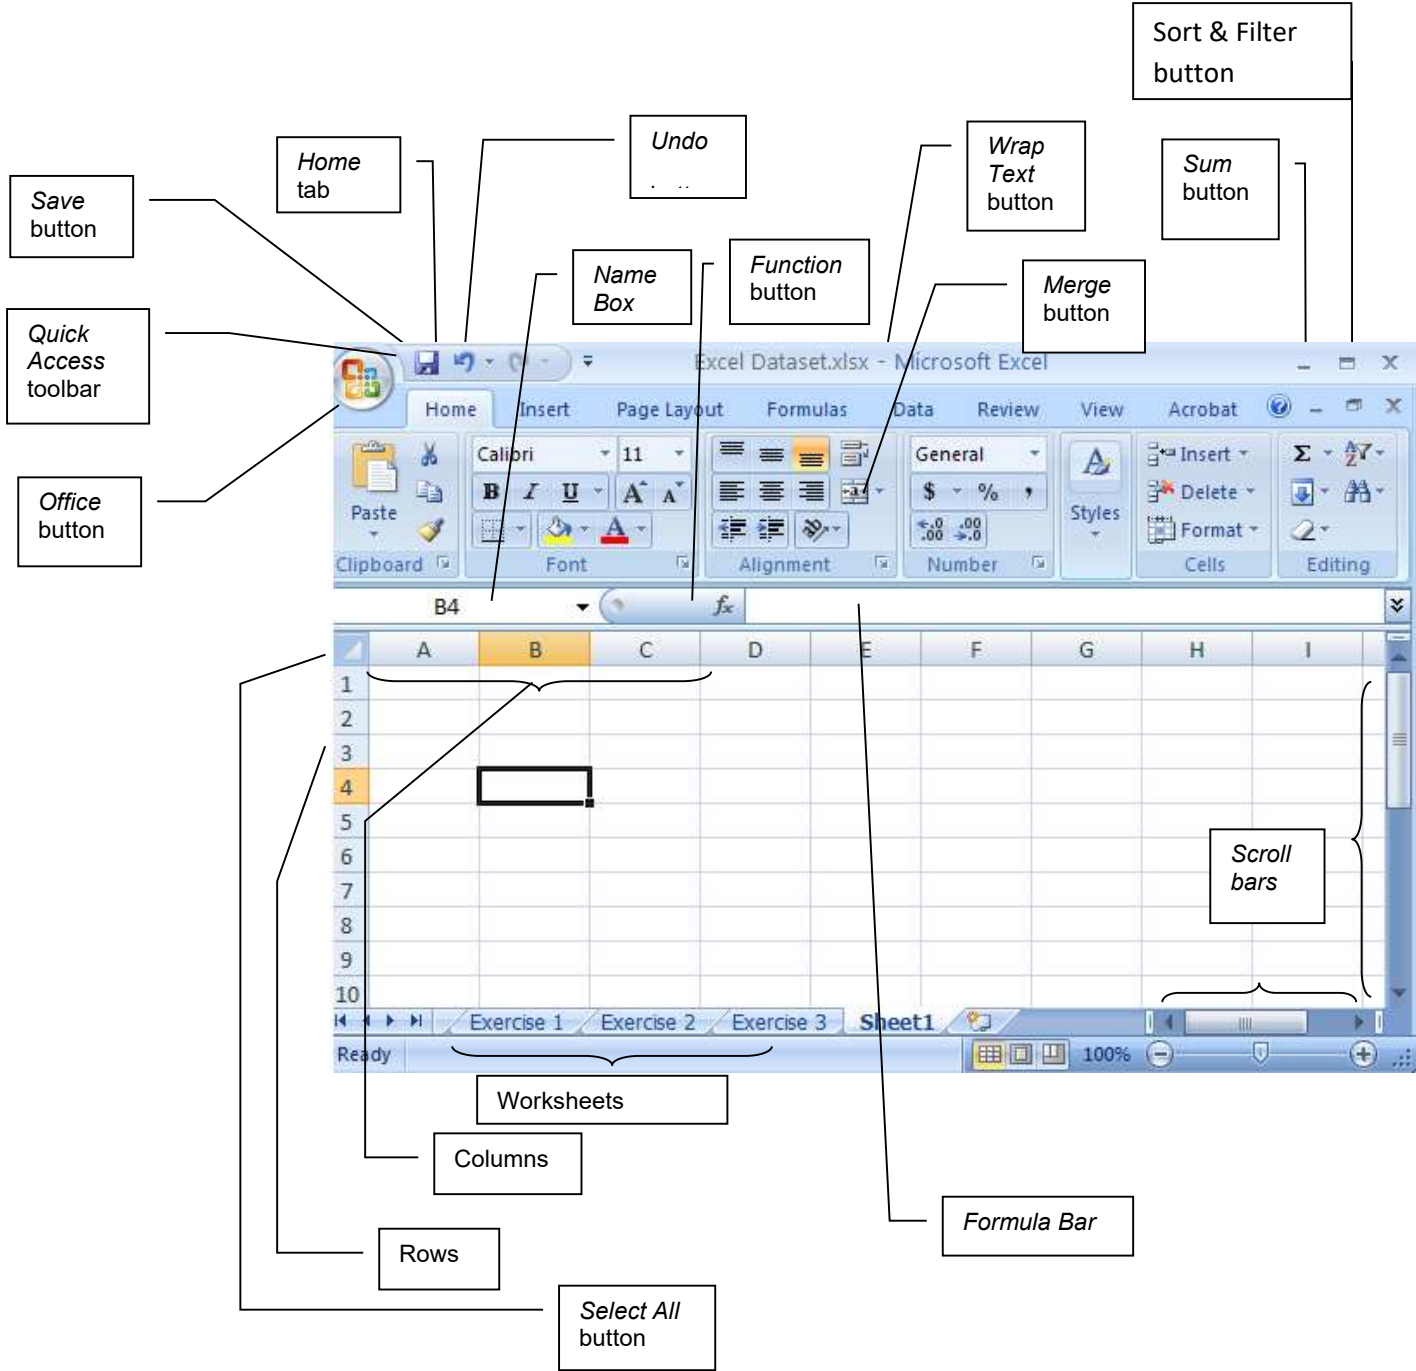 Sort & Filter
button
Undo
Home
tab
Wrap
Text
button
Sum
button
Save
button
Name
Box
Function
button
Merge
button
Quick
Access
toolbar
Excel Dataset.xlsx - Microsoft Excel
Home Insert Page Layout Formulas Data Review View Acrobat
Calibri 11 General Insert Σ
Office
button
Paste B I U A A $ % , Styles Delete
A .00 .0 Format
Clipboard Font Alignment Number Cells Editing
B4 fx
A B C D E F G H I
1
2
3
4
5
6
7
8
9
10
Scroll
bars
Exercise 1 Exercise 2 Exercise 3 Sheet1
Ready 100%
Worksheets
Columns
Formula Bar
Rows
Select All
button